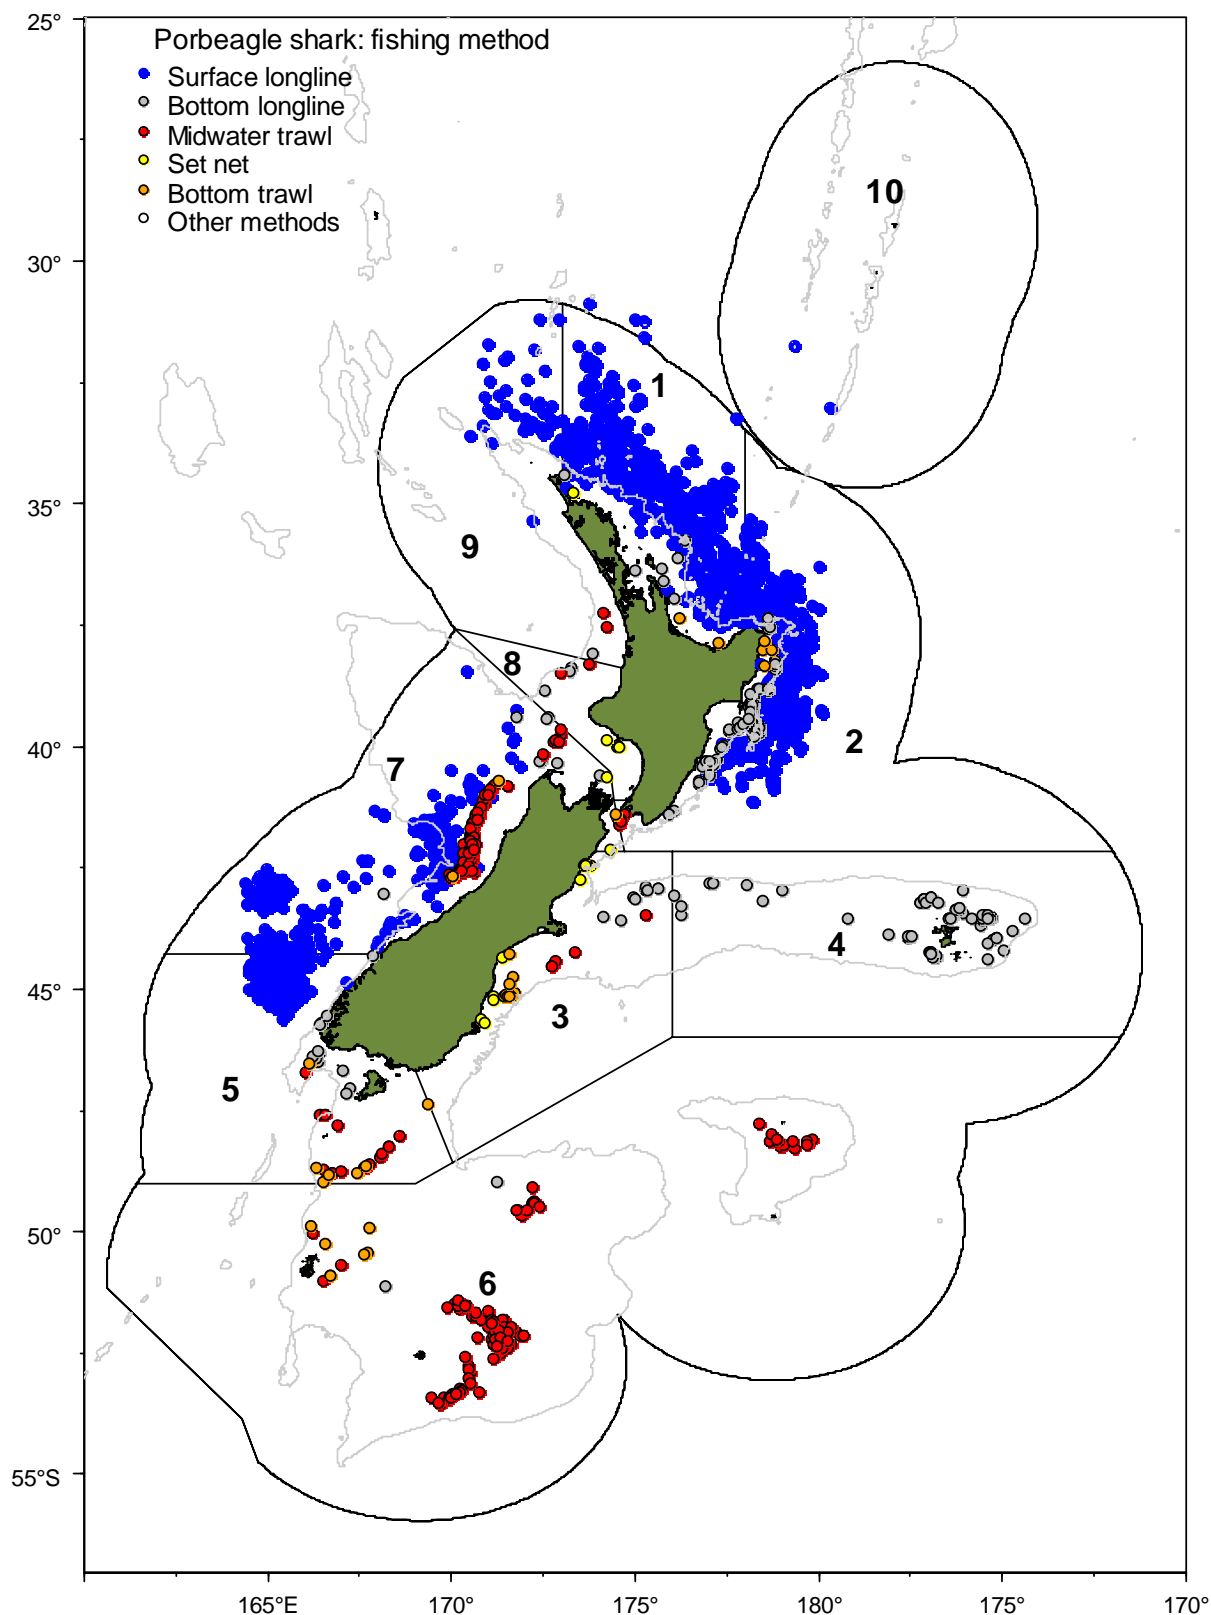 25°
Porbeagle shark: fishing method
Surface longline
Bottom longline
Midwater trawl
Set net
Bottom trawl
Other methods
10
30°
1
35°
9
8
2
40°
7
4
45°
3
5
50°
6
55°S
165°E 170° 175° 180° 175° 170°